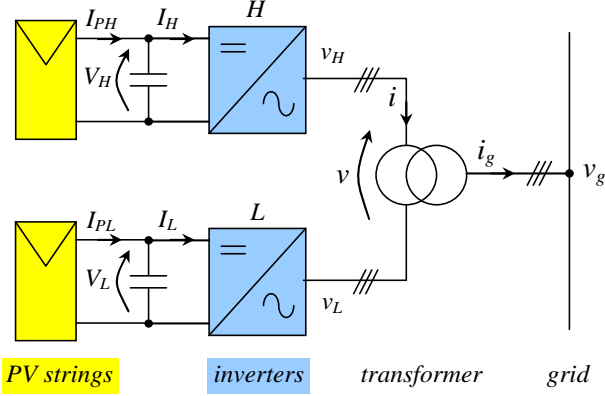 I_PH I_H H
V_H
v_H
i
i_g
v
v_g
I_PL I_L L
V_L
v_L
PV strings inverters transformer grid